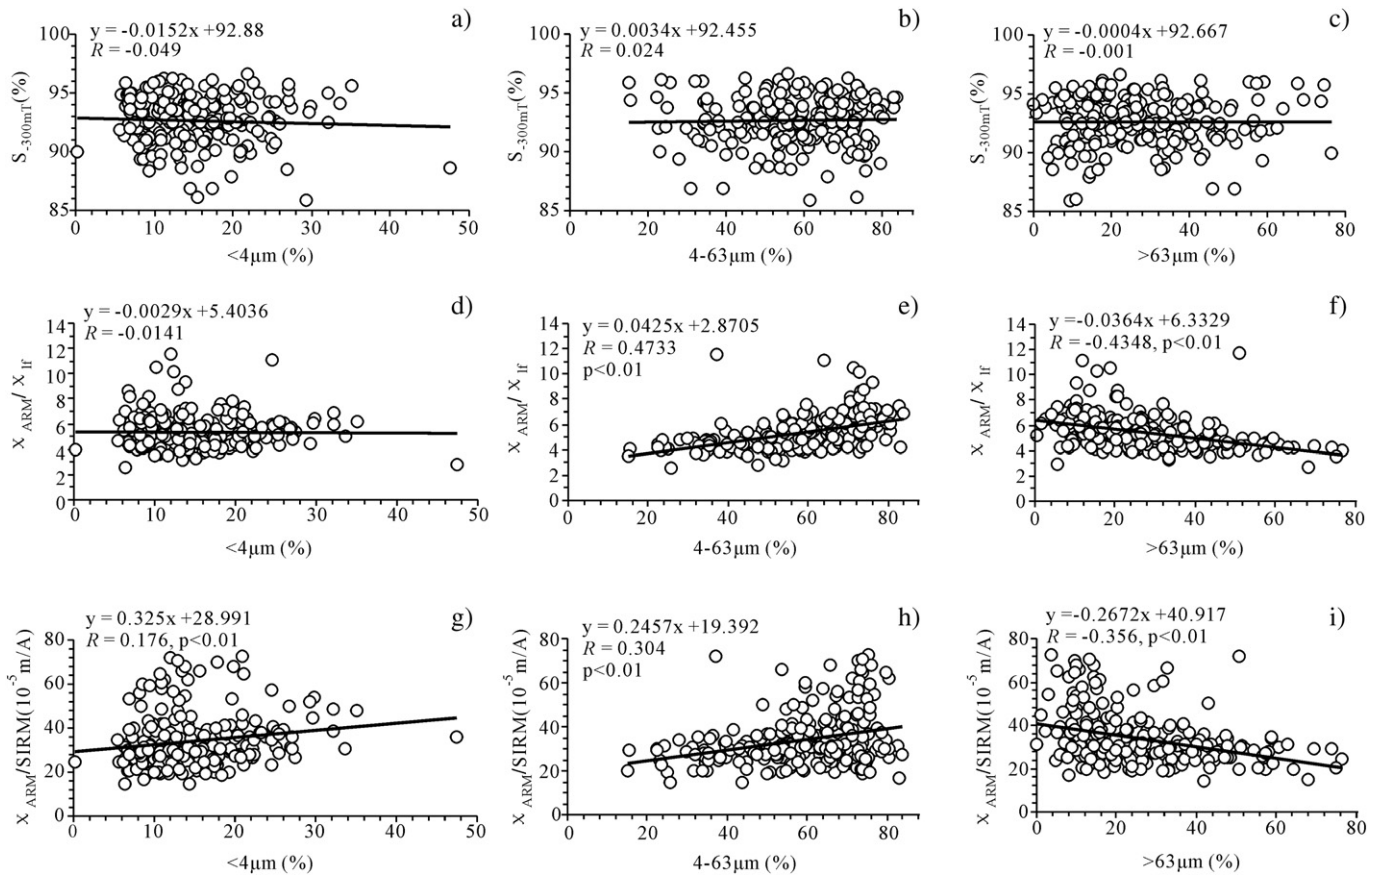 a)
y = -0.0152x +92.88
R = -0.049
S-300mT(%)
100
95
90
85
0 10 20 30 40 50
<4μm (%)
b)
y = 0.0034x +92.455
R = 0.024
S-300mT(%)
100
95
90
85
0 20 40 60 80
4-63μm (%)
c)
y = -0.0004x +92.667
R = -0.001
S-300mT(%)
100
95
90
85
0 20 40 60 80
>63μm (%)
d)
y = -0.0029x +5.4036
R = -0.0141
x ARM/ x lf
14
12
10
8
6
4
2
0
0 10 20 30 40 50
<4μm (%)
e)
y = 0.0425x +2.8705
R = 0.4733
p<0.01
x ARM/ x lf
14
12
10
8
6
4
2
0
0 20 40 60 80
4-63μm (%)
f)
y =-0.0364x +6.3329
R = -0.4348, p<0.01
x ARM/ x lf
14
12
10
8
6
4
2
0
0 20 40 60 80
>63μm (%)
g)
y = 0.325x +28.991
R = 0.176, p<0.01
x ARM/SIRM(10-5 m/A)
80
60
40
20
0
0 10 20 30 40 50
<4μm (%)
h)
y = 0.2457x +19.392
R = 0.304
p<0.01
x ARM/SIRM(10-5 m/A)
80
60
40
20
0
0 20 40 60 80
4-63μm (%)
i)
y =-0.2672x +40.917
R = -0.356, p<0.01
x ARM/SIRM(10-5 m/A)
80
60
40
20
0
0 20 40 60 80
>63μm (%)